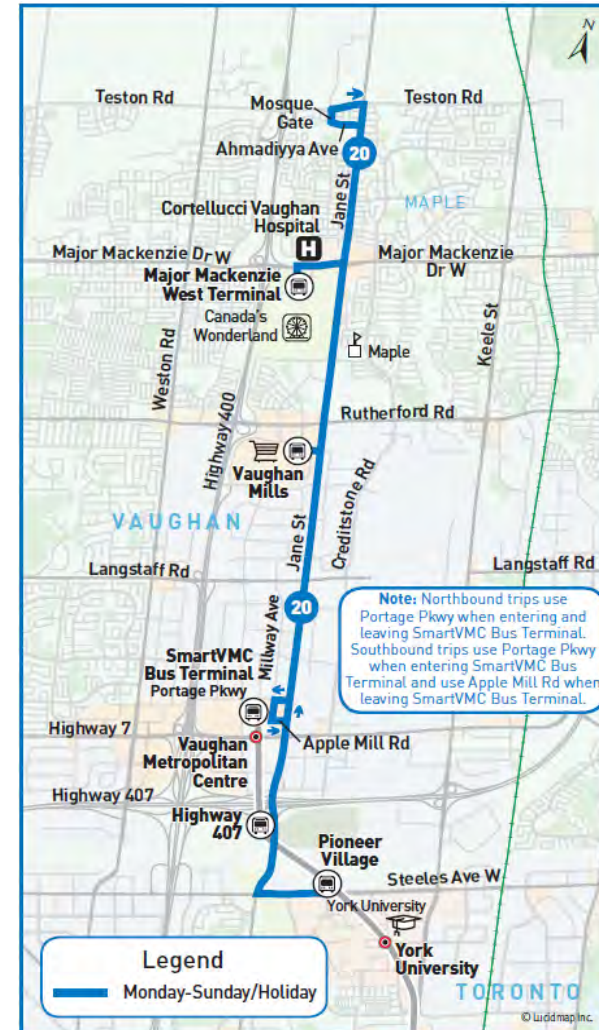 N
Teston Rd
Mosque
Gate
Teston Rd
Ahmadiyya Ave
20
Jane St
MAPLE
Cortellucci Vaughan
Hospital
H
Major Mackenzie Dr W
Major Mackenzie
Dr W
Major Mackenzie
West Terminal
Canada's
Wonderland
Maple
Weston Rd
Highway 400
Keele St
Rutherford Rd
Vaughan
Mills
Creditstone Rd
VAUGHAN
Jane St
Langstaff Rd
Langstaff Rd
20
Note: Northbound trips use
Portage Pkwy when entering and
leaving SmartVMC Bus Terminal.
Southbound trips use Portage Pkwy
when entering SmartVMC Bus
Terminal and use Apple Mill Rd when
leaving SmartVMC Bus Terminal.
Millway Ave
SmartVMC
Bus Terminal
Portage Pkwy
Highway 7
Apple Mill Rd
Vaughan
Metropolitan
Centre
Highway 407
Highway
407
Pioneer
Village
Steeles Ave W
York University
York
University
Legend
Monday-Sunday/Holiday
TORONTO
© Lucidmap Inc.